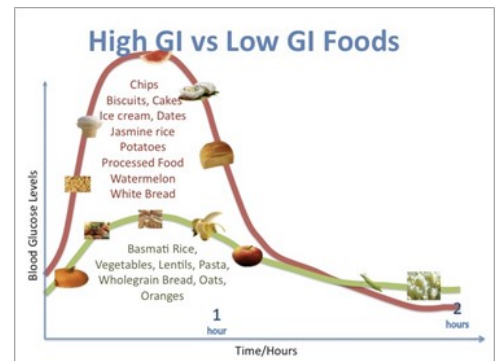 High GI vs Low GI Foods
Blood Glucose Levels
Chips
Biscuits, Cakes
Ice cream, Dates
Jasmine rice
Potatoes
Processed Food
Watermelon
White Bread
Basmati Rice,
Vegetables, Lentils, Pasta,
Wholegrain Bread, Oats,
Oranges
1
hour
2
hours
Time/Hours